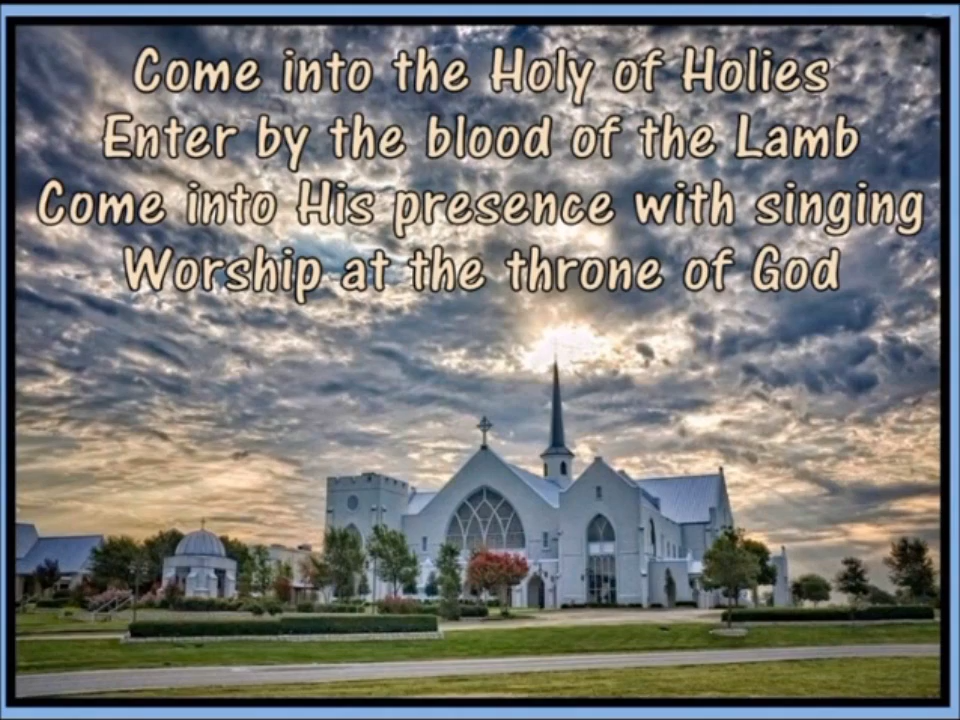 Come into the Holy of Holies
Enter by the blood of the Lamb
Come into His presence with singing
Worship at the throne of God